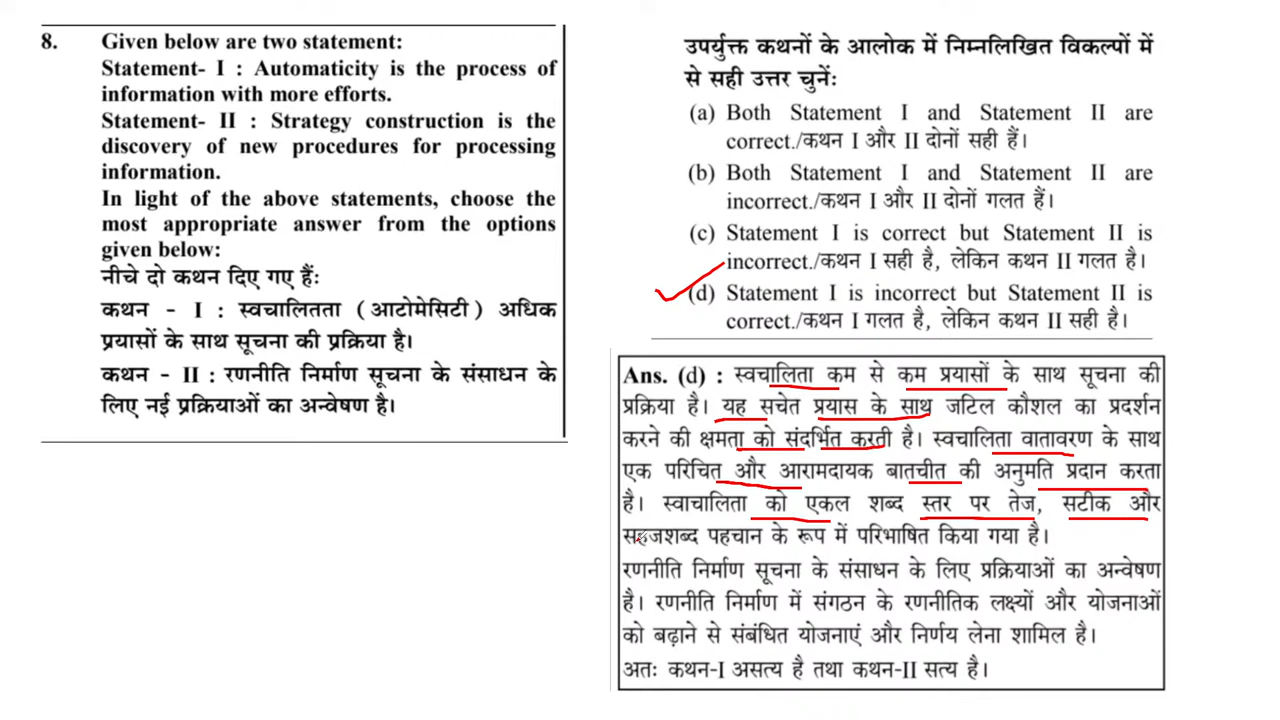 8. Given below are two statement:
Statement- I : Automaticity is the process of
information with more efforts.
Statement- II : Strategy construction is the
discovery of new procedures for processing
information.
In light of the above statements, choose the
most appropriate answer from the options
given below:
नीचे दो कथन दिए गए हैंः
कथन - I : स्वचालितता (आटोमेसिटी) अधिक
प्रयासों के साथ सूचना की प्रक्रिया है।
कथन - II : रणनीति निर्माण सूचना के संसाधन के
लिए नई प्रक्रियाओं का अन्वेषण है।
उपर्युक्त कथनों के आलोक में निम्नलिखित विकल्पों में
से सही उत्तर चुनेंः
(a) Both Statement I and Statement II are
correct./कथन I और II दोनों सही हैं।
(b) Both Statement I and Statement II are
incorrect./कथन I और II दोनों गलत हैं।
(c) Statement I is correct but Statement II is
incorrect./कथन I सही है, लेकिन कथन II गलत है।
(d) Statement I is incorrect but Statement II is
correct./कथन I गलत है, लेकिन कथन II सही है।
Ans. (d) : स्वचालिता कम से कम प्रयासों के साथ सूचना की
प्रक्रिया है। यह सचेत प्रयास के साथ जटिल कौशल का प्रदर्शन
करने की क्षमता को संदर्भित करती है। स्वचालिता वातावरण के साथ
एक परिचित और आरामदायक बातचीत की अनुमति प्रदान करता
है। स्वाचालिता को एकल शब्द स्तर पर तेज, सटीक और
सहजशब्द पहचान के रूप में परिभाषित किया गया है।
रणनीति निर्माण सूचना के संसाधन के लिए प्रक्रियाओं का अन्वेषण
है। रणनीति निर्माण में संगठन के रणनीतिक लक्ष्यों और योजनाओं
को बढ़ाने से संबंधित योजनाएं और निर्णय लेना शामिल है।
अतः कथन-I असत्य है तथा कथन-II सत्य है।